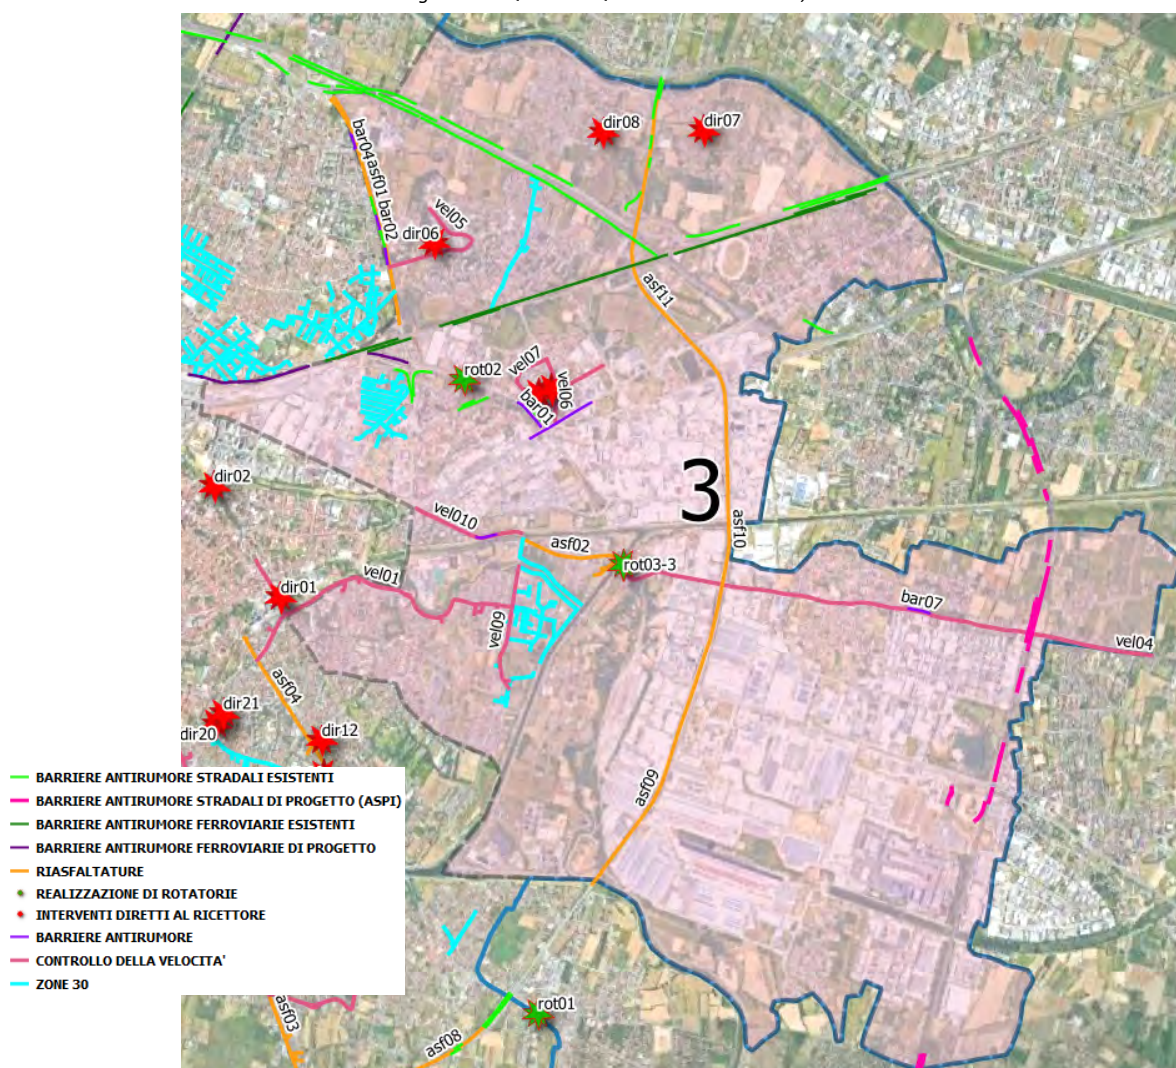 dir08
dir07
bar04
asf01
bar02
vel05
dir06
asf11
rot02
vel07
vel06
bar01
3
dir02
vel010
asf02
asf10
rot03-3
dir01
vel01
vel09
bar07
vel04
asf04
dir21
dir20
dir12
asf09
BARRIERE ANTIRUMORE STRADALI ESISTENTI
BARRIERE ANTIRUMORE STRADALI DI PROGETTO (ASPI)
BARRIERE ANTIRUMORE FERROVIARIE ESISTENTI
BARRIERE ANTIRUMORE FERROVIARIE DI PROGETTO
RIASFALTATURE
REALIZZAZIONE DI ROTATORIE
INTERVENTI DIRETTI AL RICETTORE
BARRIERE ANTIRUMORE
CONTROLLO DELLA VELOCITA'
ZONE 30
asf03
asf08
rot01